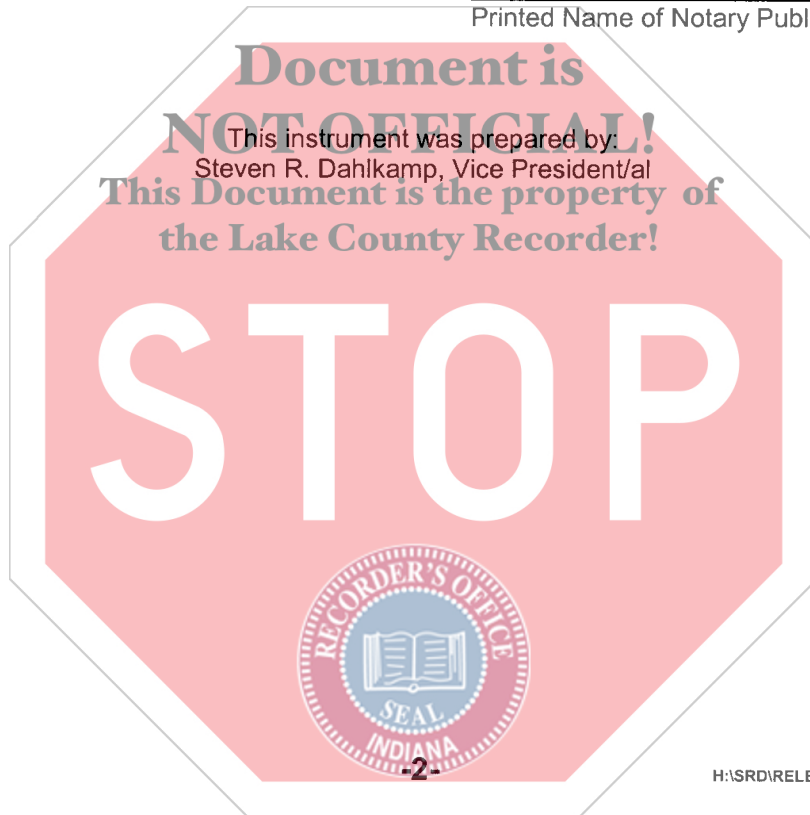 Printed Name of Notary Publ
Document is
NOT OFFICIAL!
This instrument was prepared by:
Steven R. Dahlkamp, Vice President/al
This Document is the property of
the Lake County Recorder!
STOP
RECORDER'S OFFICE
SEAL
INDIANA
-2-
H:\SRD\RELE